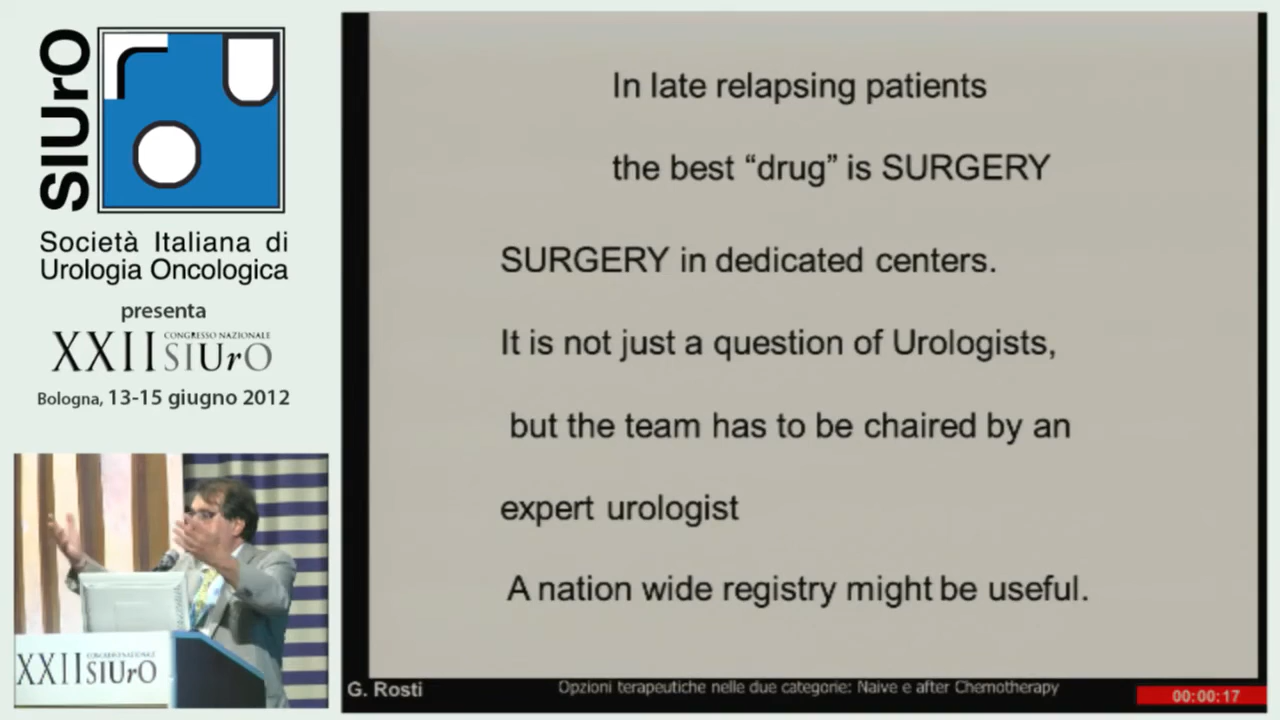 SIUrO
Società Italiana di
Urologia Oncologica
presenta
XXII CONGRESSO NAZIONALE
SIUrO
Bologna, 13-15 giugno 2012
In late relapsing patients
the best “drug” is SURGERY
SURGERY in dedicated centers.
It is not just a question of Urologists,
but the team has to be chaired by an
expert urologist
A nation wide registry might be useful.
XXII CONGRESSO NAZIONALE
SIUrO
G. Rosti
Opzioni terapeutiche nelle due categorie: Naive e after Chemotherapy
00:00:17